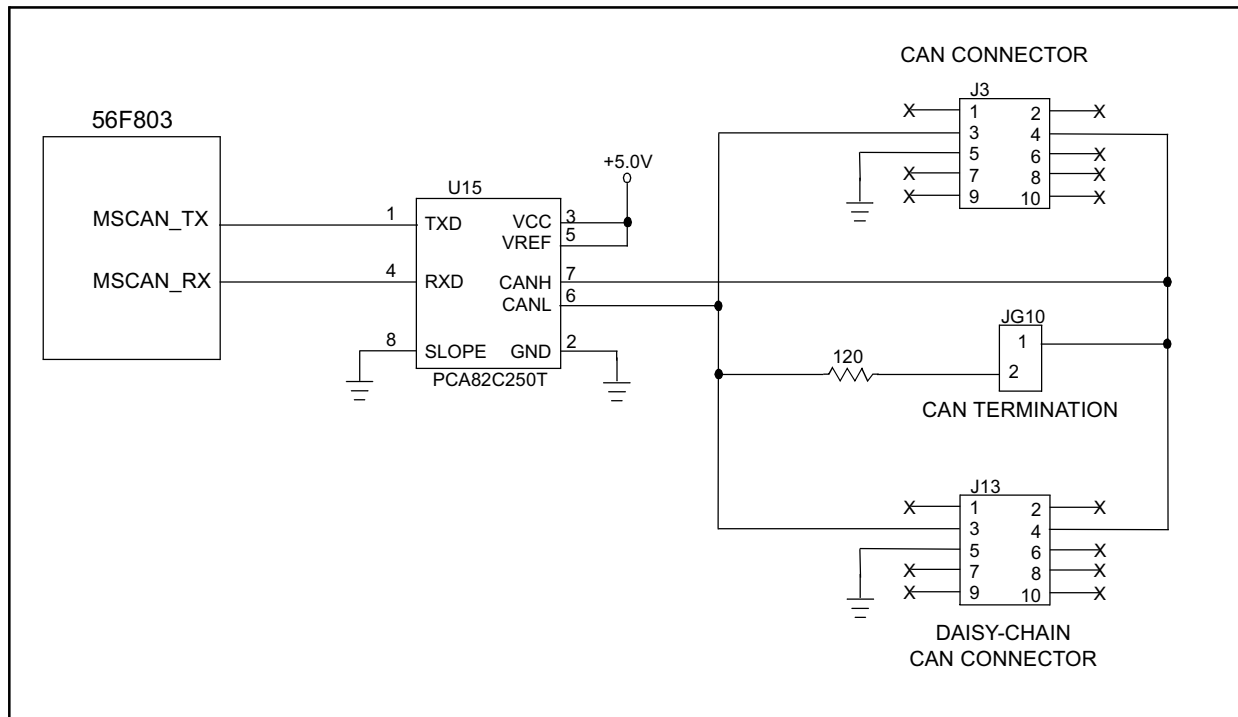 CAN CONNECTOR
J3
1 2
3 4
5 6
7 8
9 10
56F803
MSCAN_TX
MSCAN_RX
+5.0V
U15
1 TXD VCC 3
VREF 5
4 RXD CANH 7
CANL 6
8 SLOPE GND 2
PCA82C250T
JG10
1
2
120
CAN TERMINATION
J13
1 2
3 4
5 6
7 8
9 10
DAISY-CHAIN
CAN CONNECTOR